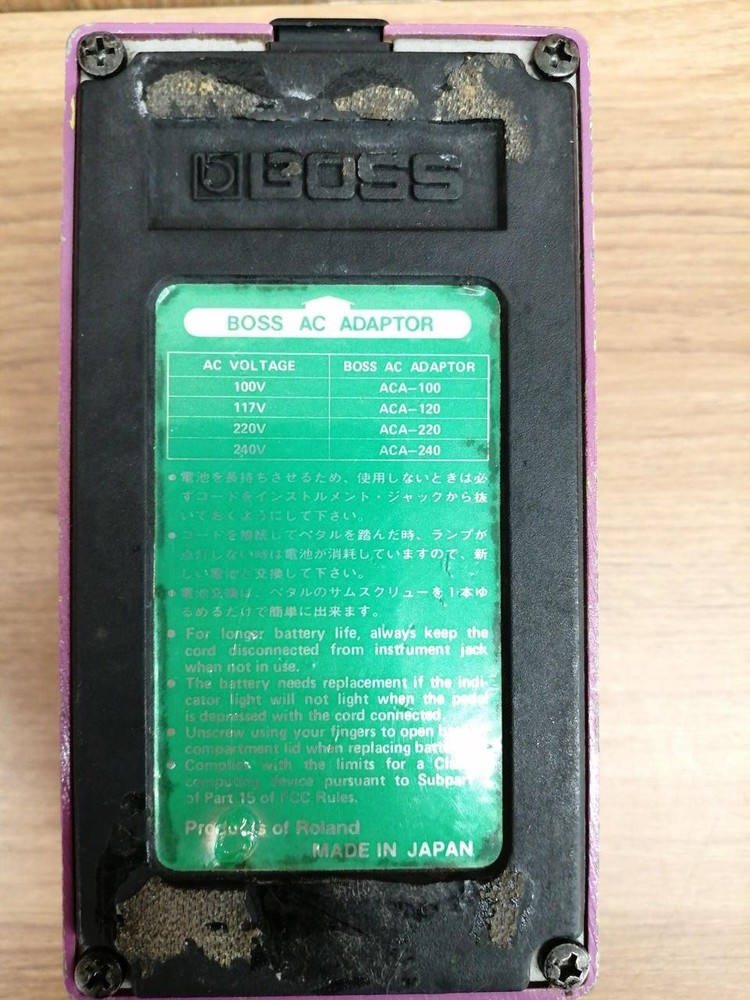 BOSS
BOSS AC ADAPTOR
AC VOLTAGE BOSS AC ADAPTOR
100V ACA-100
117V ACA-120
220V ACA-220
240V ACA-240
● 電池を長持ちさせるため、使用しないときは必
ずコードをインストルメント・ジャックから抜
いておくようにして下さい。
● コードを接続してペダルを踏んだ時、ランプが
点灯しない時は電池が消耗していますので、新
しい電池と交換して下さい。
● 電池交換は、ペダルのサムスクリューを1本ゆ
るめるだけで簡単に出来ます。
● For longer battery life, always keep the
cord disconnected from instrument jack
when not in use.
● The battery needs replacement if the indi-
cator light will not light when the pedal
is depressed with the cord connected.
● Unscrew using your fingers to open
compartment lid when replacing
● Complies with the limits for a
computing device pursuant to
of Part 15 of FCC Rules.
Products of Roland
MADE IN JAPAN